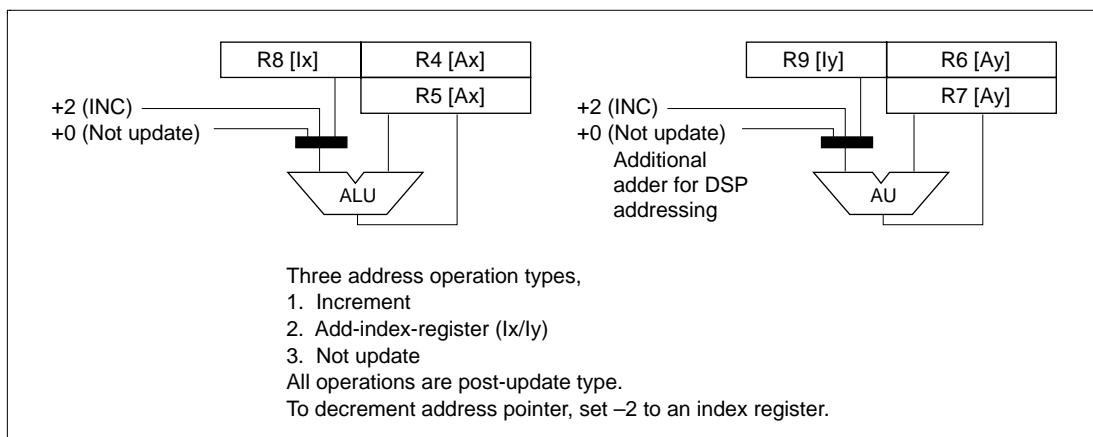 R8 [Ix]
R4 [Ax]
R5 [Ax]
+2 (INC)
+0 (Not update)
ALU
R9 [Iy]
R6 [Ay]
R7 [Ay]
+2 (INC)
+0 (Not update)
Additional
adder for DSP
addressing
AU
Three address operation types,
1. Increment
2. Add-index-register (Ix/Iy)
3. Not update
All operations are post-update type.
To decrement address pointer, set –2 to an index register.